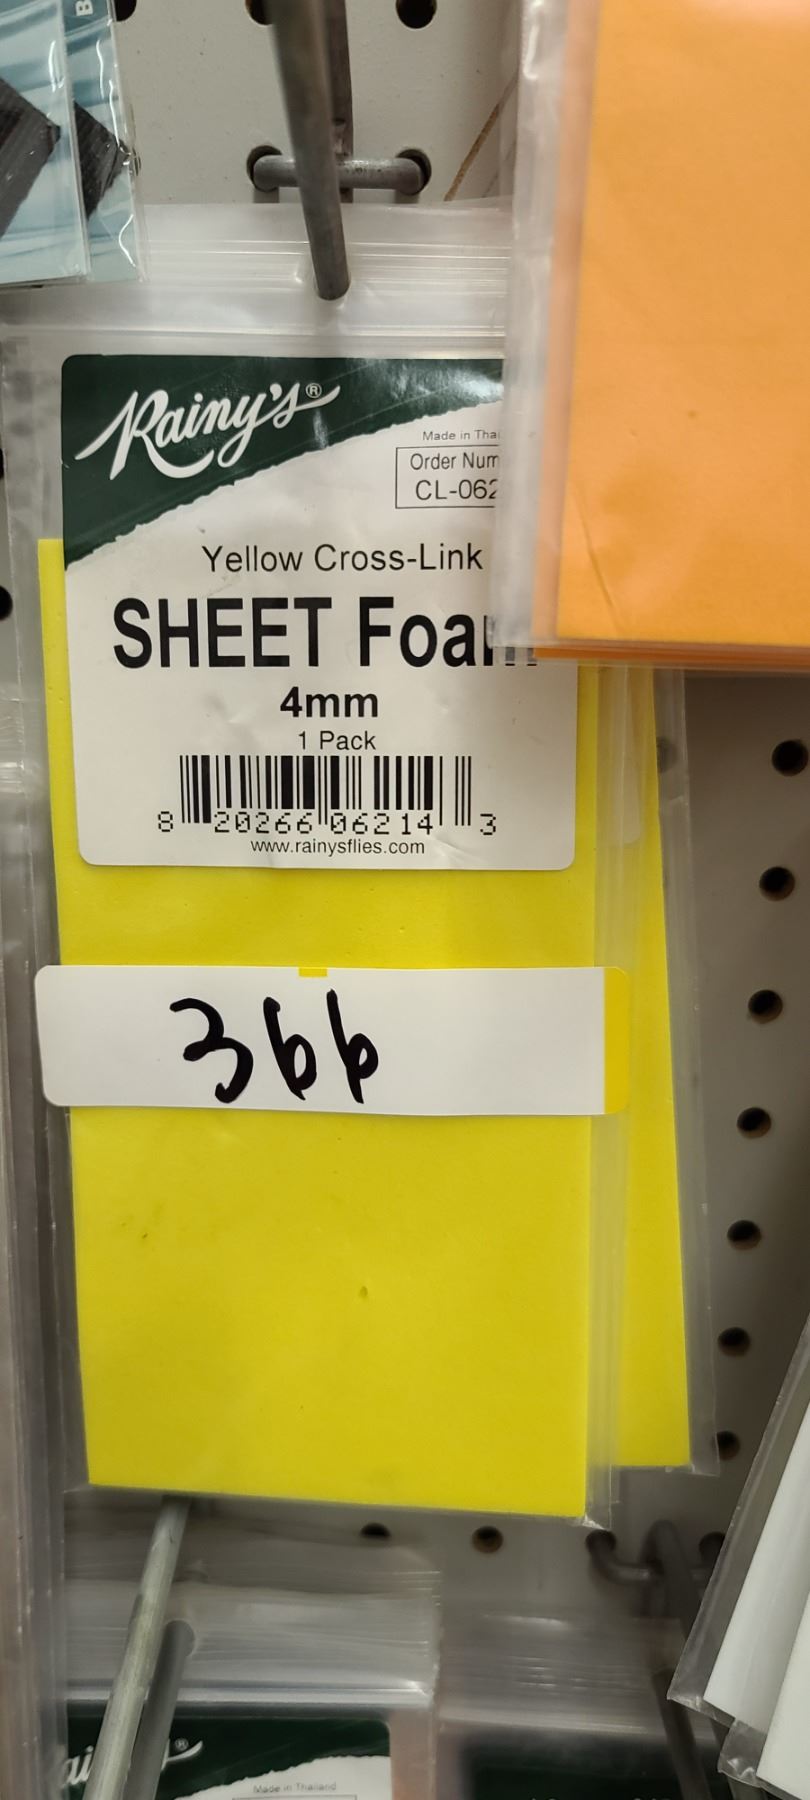 Rainy's®
Made in Thai
Order Num
CL-062
Yellow Cross-Link
SHEET Foam
4mm
1 Pack
8 20266 06214 3
www.rainysflies.com
366
Made in Thailand